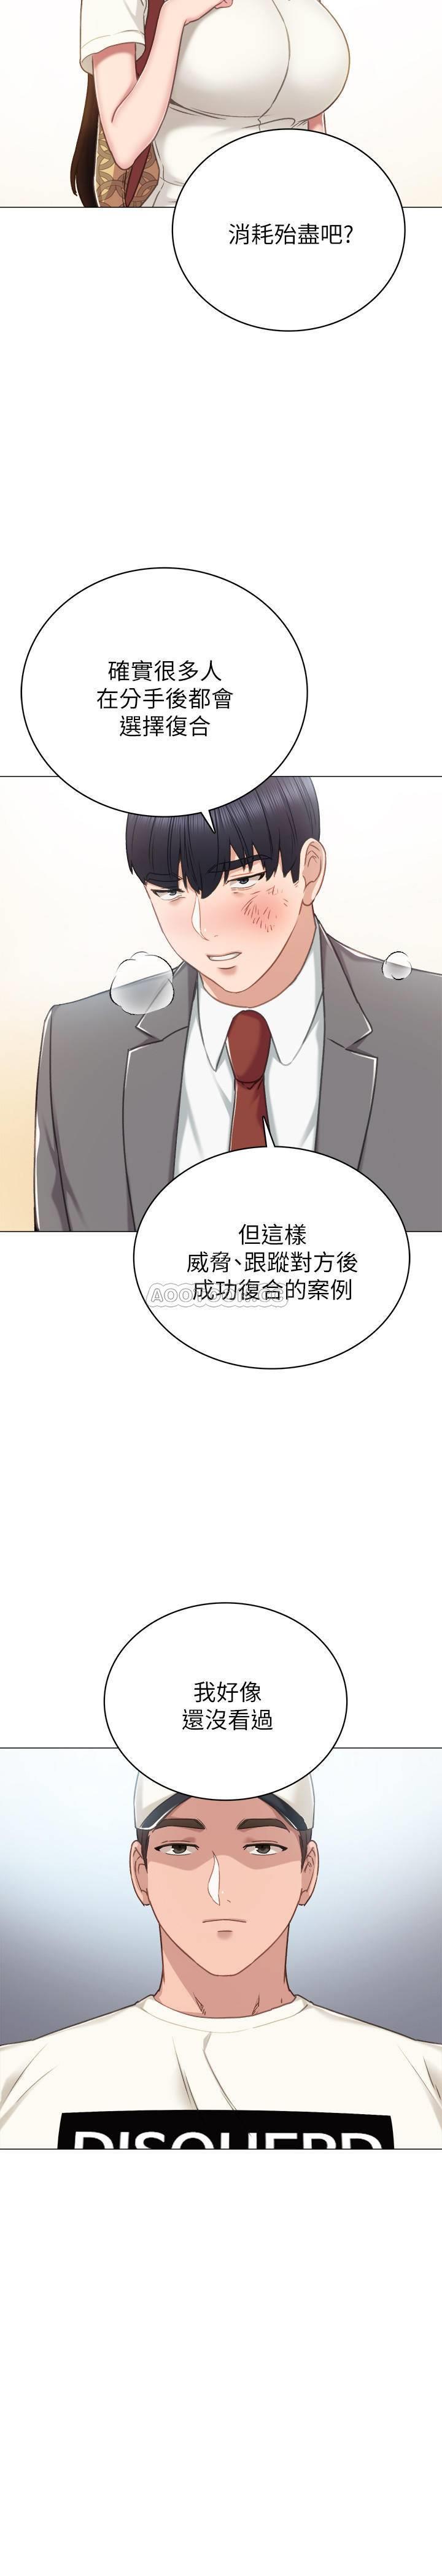 消耗殆盡吧?
確實很多人
在分手後都會
選擇復合
但這樣
威脅、跟蹤對方後
成功復合的案例
我好像
還沒看過